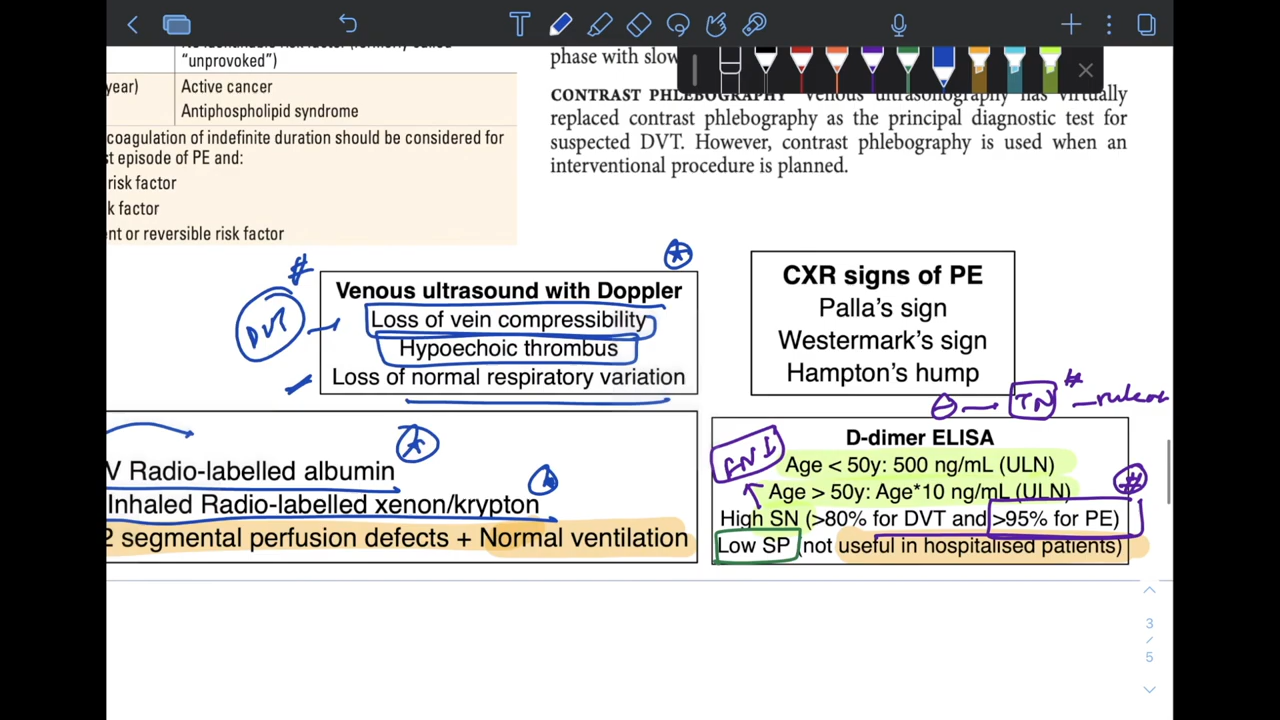 "unprovoked")
year)
Active cancer
Antiphospholipid syndrome
coagulation of indefinite duration should be considered for
st episode of PE and:
risk factor
k factor
ent or reversible risk factor
phase with slow
CONTRAST PHLEBOGRAPHY Venous ultrasonography has virtually
replaced contrast phlebography as the principal diagnostic test for
suspected DVT. However, contrast phlebography is used when an
interventional procedure is planned.
DVT
#
Venous ultrasound with Doppler
Loss of vein compressibility
Hypoechoic thrombus
Loss of normal respiratory variation
CXR signs of PE
Palla's sign
Westermark's sign
Hampton's hump
V Radio-labelled albumin
Inhaled Radio-labelled xenon/krypton
2 segmental perfusion defects + Normal ventilation
TN
#
D-dimer ELISA
Age < 50y: 500 ng/mL (ULN)
Age > 50y: Age*10 ng/mL (ULN)
High SN (>80% for DVT and >95% for PE)
Low SP (not useful in hospitalised patients)
#
3
/
5